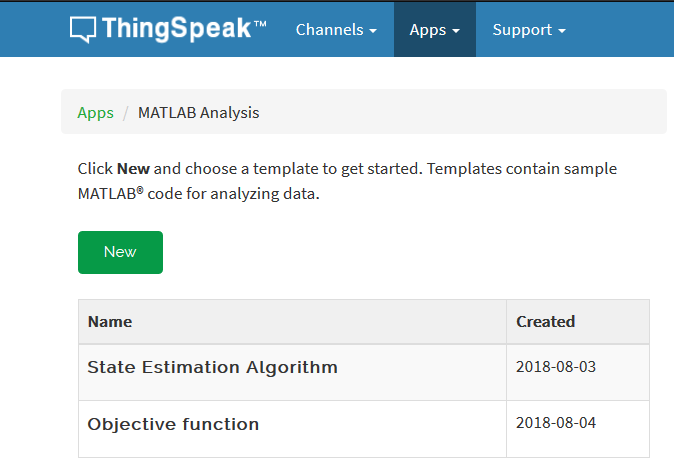 ThingSpeak™ Channels Apps Support
Apps / MATLAB Analysis
Click New and choose a template to get started. Templates contain sample
MATLAB® code for analyzing data.
New
Name Created
State Estimation Algorithm 2018-08-03
Objective function 2018-08-04